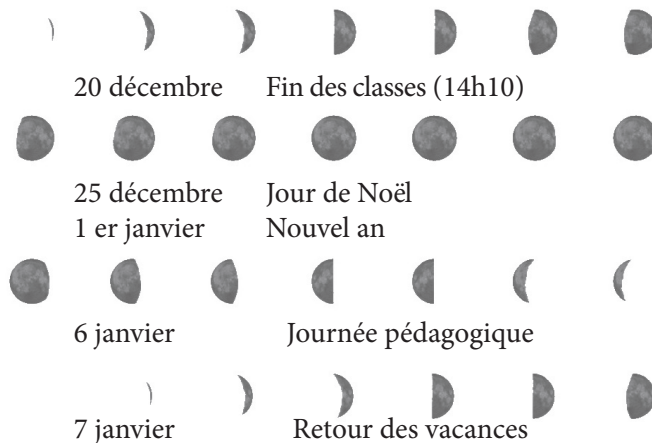 20 décembre Fin des classes (14h10)
25 décembre Jour de Noël
1 er janvier Nouvel an
6 janvier Journée pédagogique
7 janvier Retour des vacances